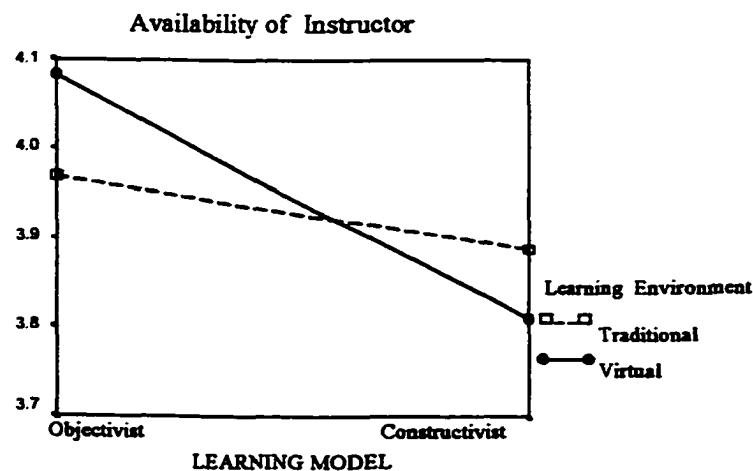 Availability of Instructor
4.1
4.0
3.9
3.8
3.7
Objectivist Constructivist
LEARNING MODEL
Learning Environment
Traditional
Virtual